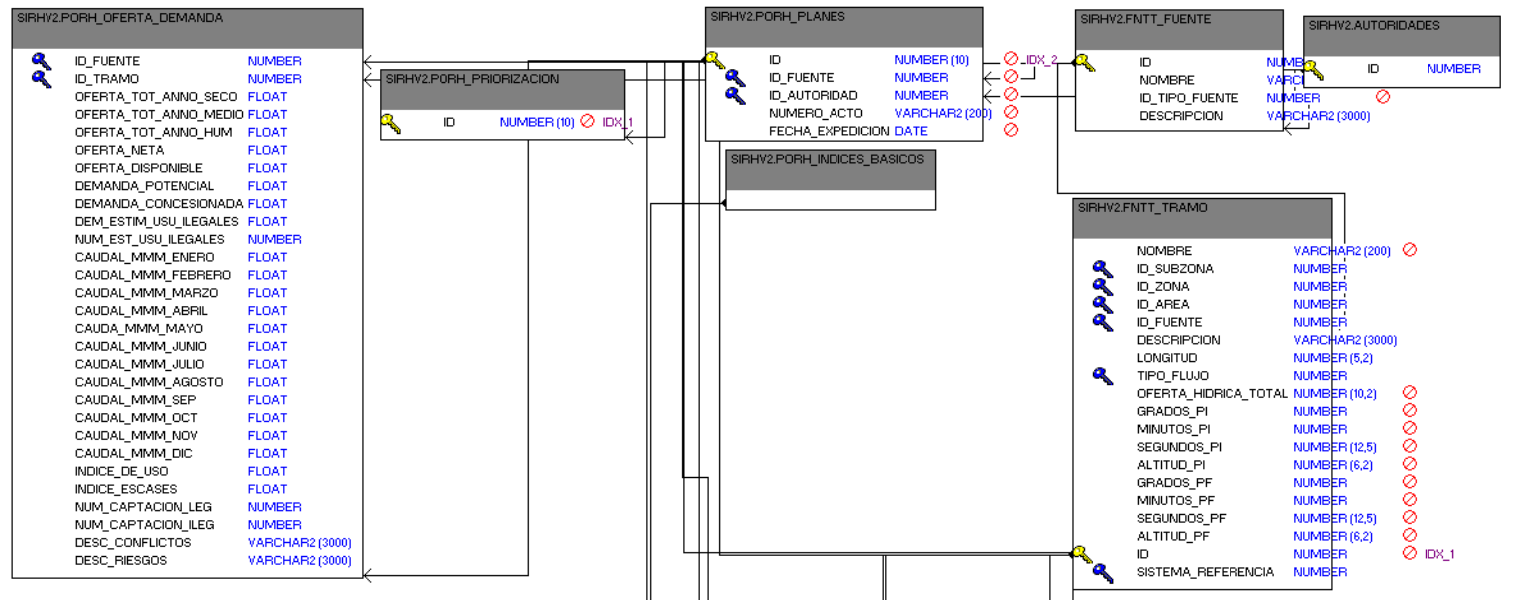 SIRHV2.PORH_OFERTA_DEMANDA
ID_FUENTE NUMBER
ID_TRAMO NUMBER
OFERTA_TOT_ANNO_SECO FLOAT
OFERTA_TOT_ANNO_MEDIO FLOAT
OFERTA_TOT_ANNO_HUM FLOAT
OFERTA_NETA FLOAT
OFERTA_DISPONIBLE FLOAT
DEMANDA_POTENCIAL FLOAT
DEMANDA_CONCESIONADA FLOAT
DEM_ESTIM_USU_ILEGALES FLOAT
NUM_EST_USU_ILEGALES NUMBER
CAUDAL_MMM_ENERO FLOAT
CAUDAL_MMM_FEBRERO FLOAT
CAUDAL_MMM_MARZO FLOAT
CAUDAL_MMM_ABRIL FLOAT
CAUDA_MMM_MAYO FLOAT
CAUDAL_MMM_JUNIO FLOAT
CAUDAL_MMM_JULIO FLOAT
CAUDAL_MMM_AGOSTO FLOAT
CAUDAL_MMM_SEP FLOAT
CAUDAL_MMM_OCT FLOAT
CAUDAL_MMM_NOV FLOAT
CAUDAL_MMM_DIC FLOAT
INDICE_DE_USO FLOAT
INDICE_ESCASES FLOAT
NUM_CAPTACION_LEG NUMBER
NUM_CAPTACION_ILEG NUMBER
DESC_CONFLICTOS VARCHAR2 (3000)
DESC_RIESGOS VARCHAR2 (3000)
SIRHV2.PORH_PRIORIZACION
ID NUMBER (10) IDX_1
SIRHV2.PORH_PLANES
ID NUMBER (10) IDX_2
ID_FUENTE NUMBER
ID_AUTORIDAD NUMBER
NUMERO_ACTO VARCHAR2 (200)
FECHA_EXPEDICION DATE
SIRHV2.PORH_INDICES_BASICOS
SIRHV2.FNTT_FUENTE
ID NUMB
NOMBRE VARC
ID_TIPO_FUENTE NUMBER
DESCRIPCION VARCHAR2 (3000)
SIRHV2.AUTORIDADES
ID NUMBER
SIRHV2.FNTT_TRAMO
NOMBRE VARCHAR2 (200)
ID_SUBZONA NUMBER
ID_ZONA NUMBER
ID_AREA NUMBER
ID_FUENTE NUMBER
DESCRIPCION VARCHAR2 (3000)
LONGITUD NUMBER (5,2)
TIPO_FLUJO NUMBER
OFERTA_HIDRICA_TOTAL NUMBER (10,2)
GRADOS_PI NUMBER
MINUTOS_PI NUMBER
SEGUNDOS_PI NUMBER (12,5)
ALTITUD_PI NUMBER (6,2)
GRADOS_PF NUMBER
MINUTOS_PF NUMBER
SEGUNDOS_PF NUMBER (12,5)
ALTITUD_PF NUMBER (6,2)
ID NUMBER IDX_1
SISTEMA_REFERENCIA NUMBER